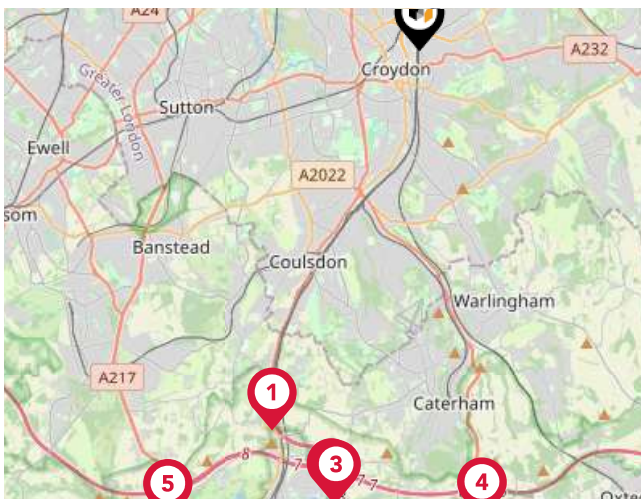 A24
A232
Croydon
Greater London
Sutton
Ewell
A2022
som
Banstead
Coulsdon
Warlingham
A217
1
Caterham
8
7
3
7
7
5
4
Oxte